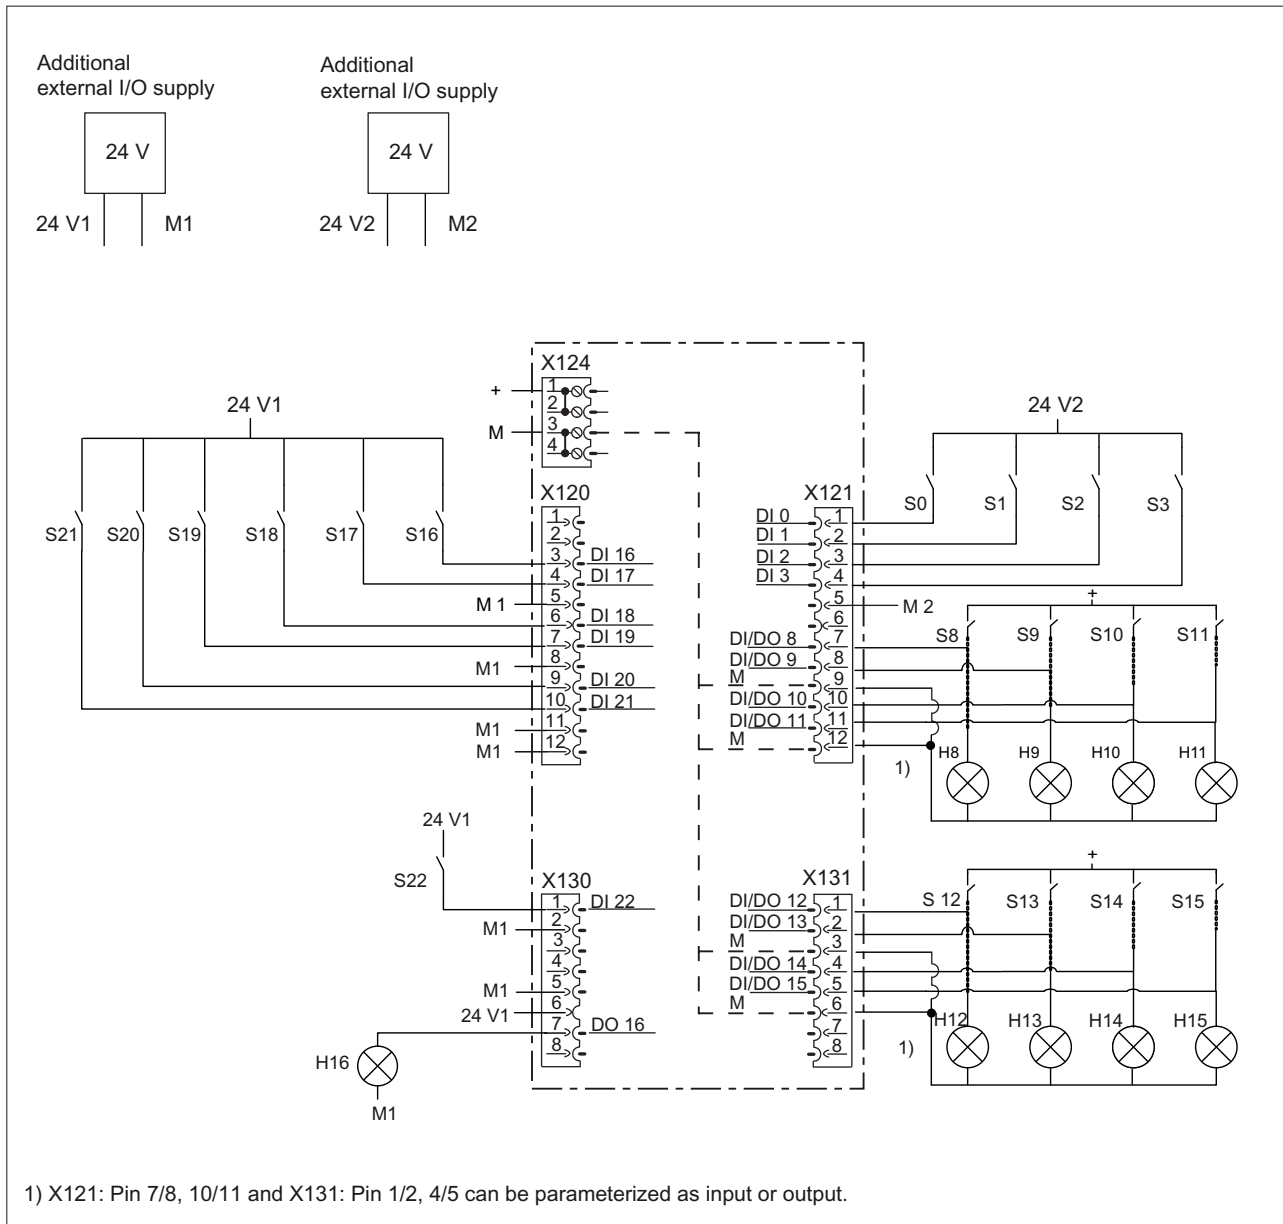 Additional
external I/O supply
24 V
24 V1
M1
Additional
external I/O supply
24 V
24 V2
M2
X124
+
1
2
M
3
4
24 V1
S21
S20
S19
S18
S17
S16
X120
1
2
3
DI 16
4
DI 17
M 1
5
6
DI 18
7
DI 19
M1
8
9
DI 20
10
DI 21
M1
11
M1
12
24 V2
S0
S1
S2
S3
X121
DI 0
1
DI 1
2
DI 2
3
DI 3
4
5
M 2
6
DI/DO 8
7
DI/DO 9
8
M
9
DI/DO 10
10
DI/DO 11
11
M
12
+
S8
S9
S10
S11
1)
H8
H9
H10
H11
24 V1
S22
X130
1
DI 22
M1
2
3
4
M1
5
24 V1
6
7
DO 16
8
H16
M1
X131
DI/DO 12
1
DI/DO 13
2
M
3
DI/DO 14
4
DI/DO 15
5
M
6
7
8
+
S 12
S13
S14
S15
1)
H12
H13
H14
H15
1) X121: Pin 7/8, 10/11 and X131: Pin 1/2, 4/5 can be parameterized as input or output.